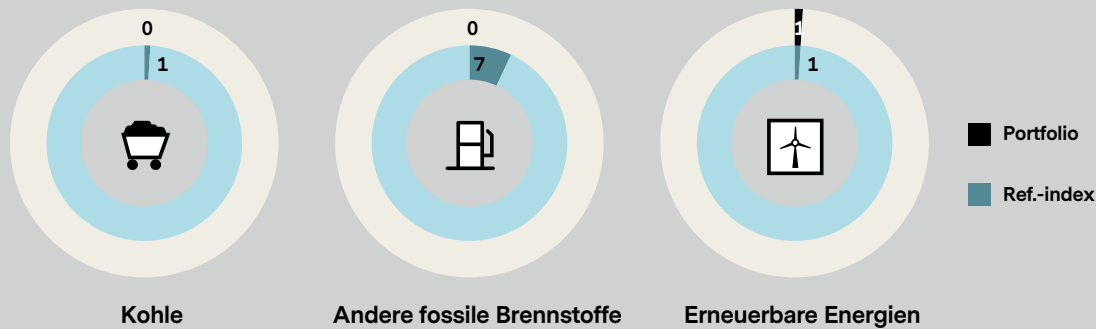 0
1
0
7
1
1
Portfolio
Ref.-index
Kohle
Andere fossile Brennstoffe
Erneuerbare Energien